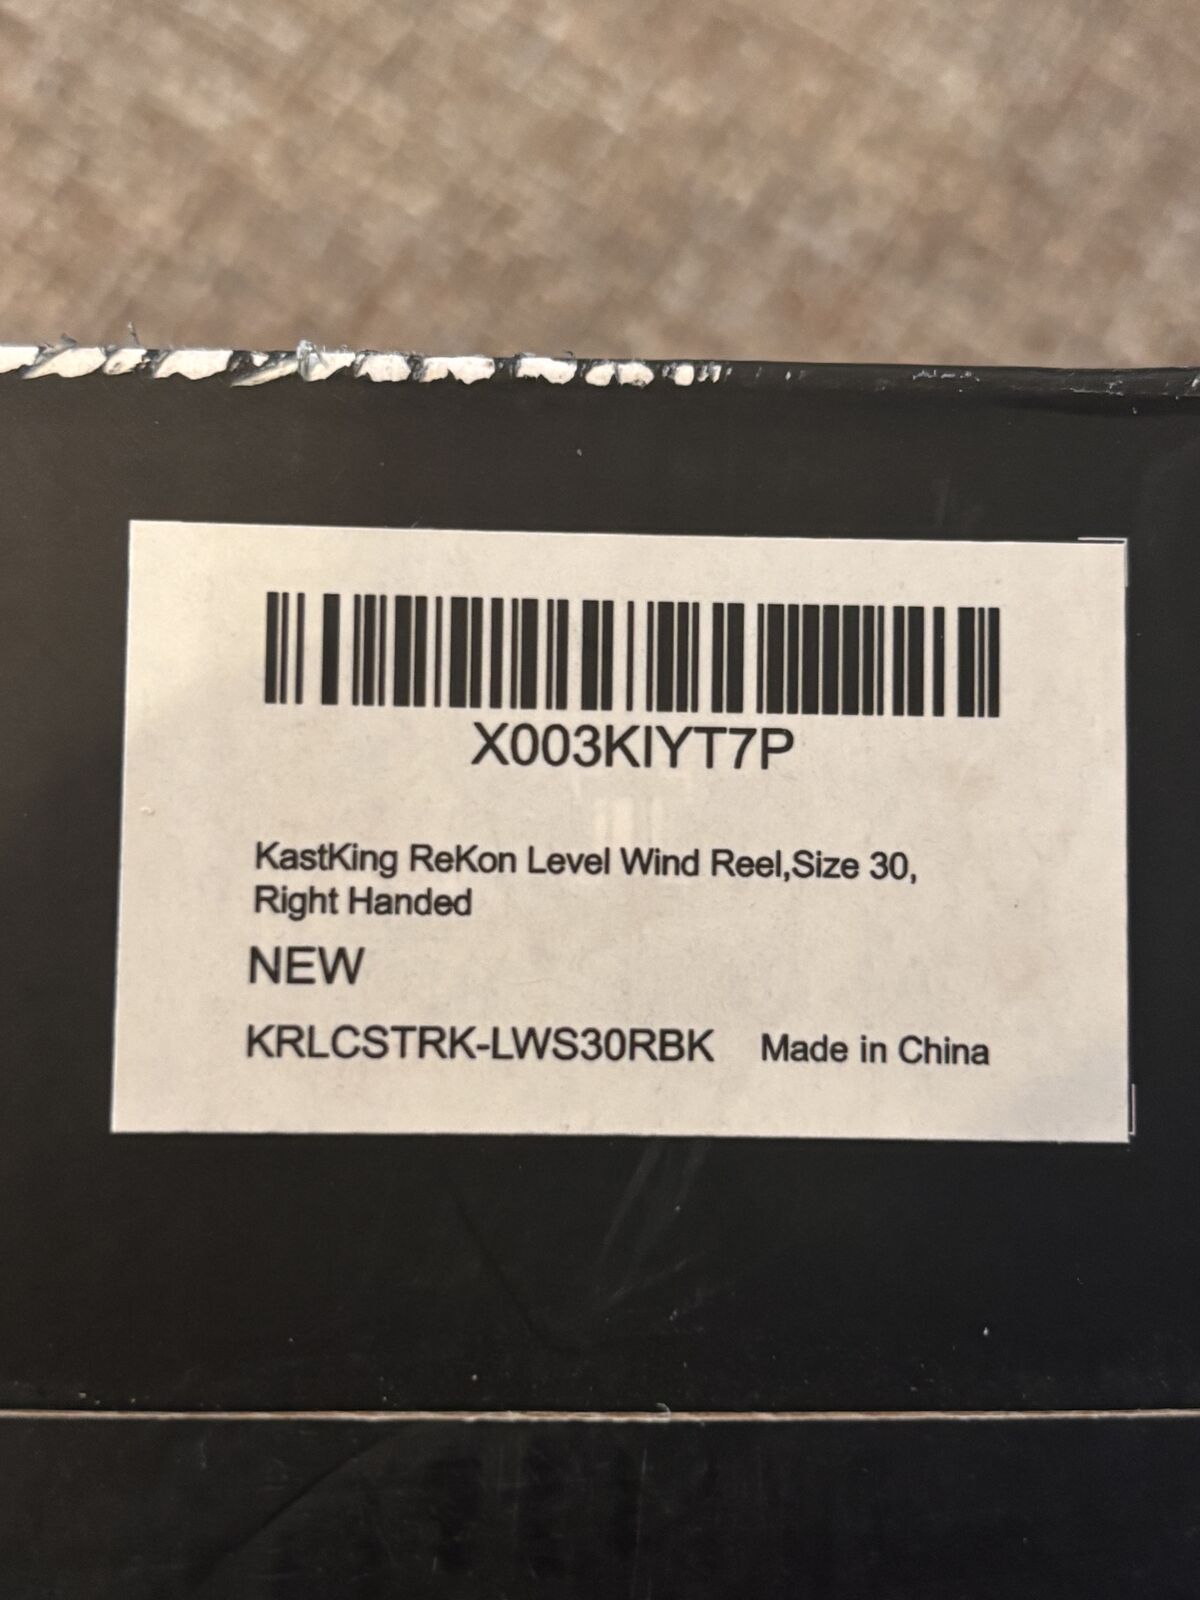 X003KIYT7P
KastKing ReKon Level Wind Reel,Size 30,
Right Handed
NEW
KRLCSTRK-LWS30RBK Made in China